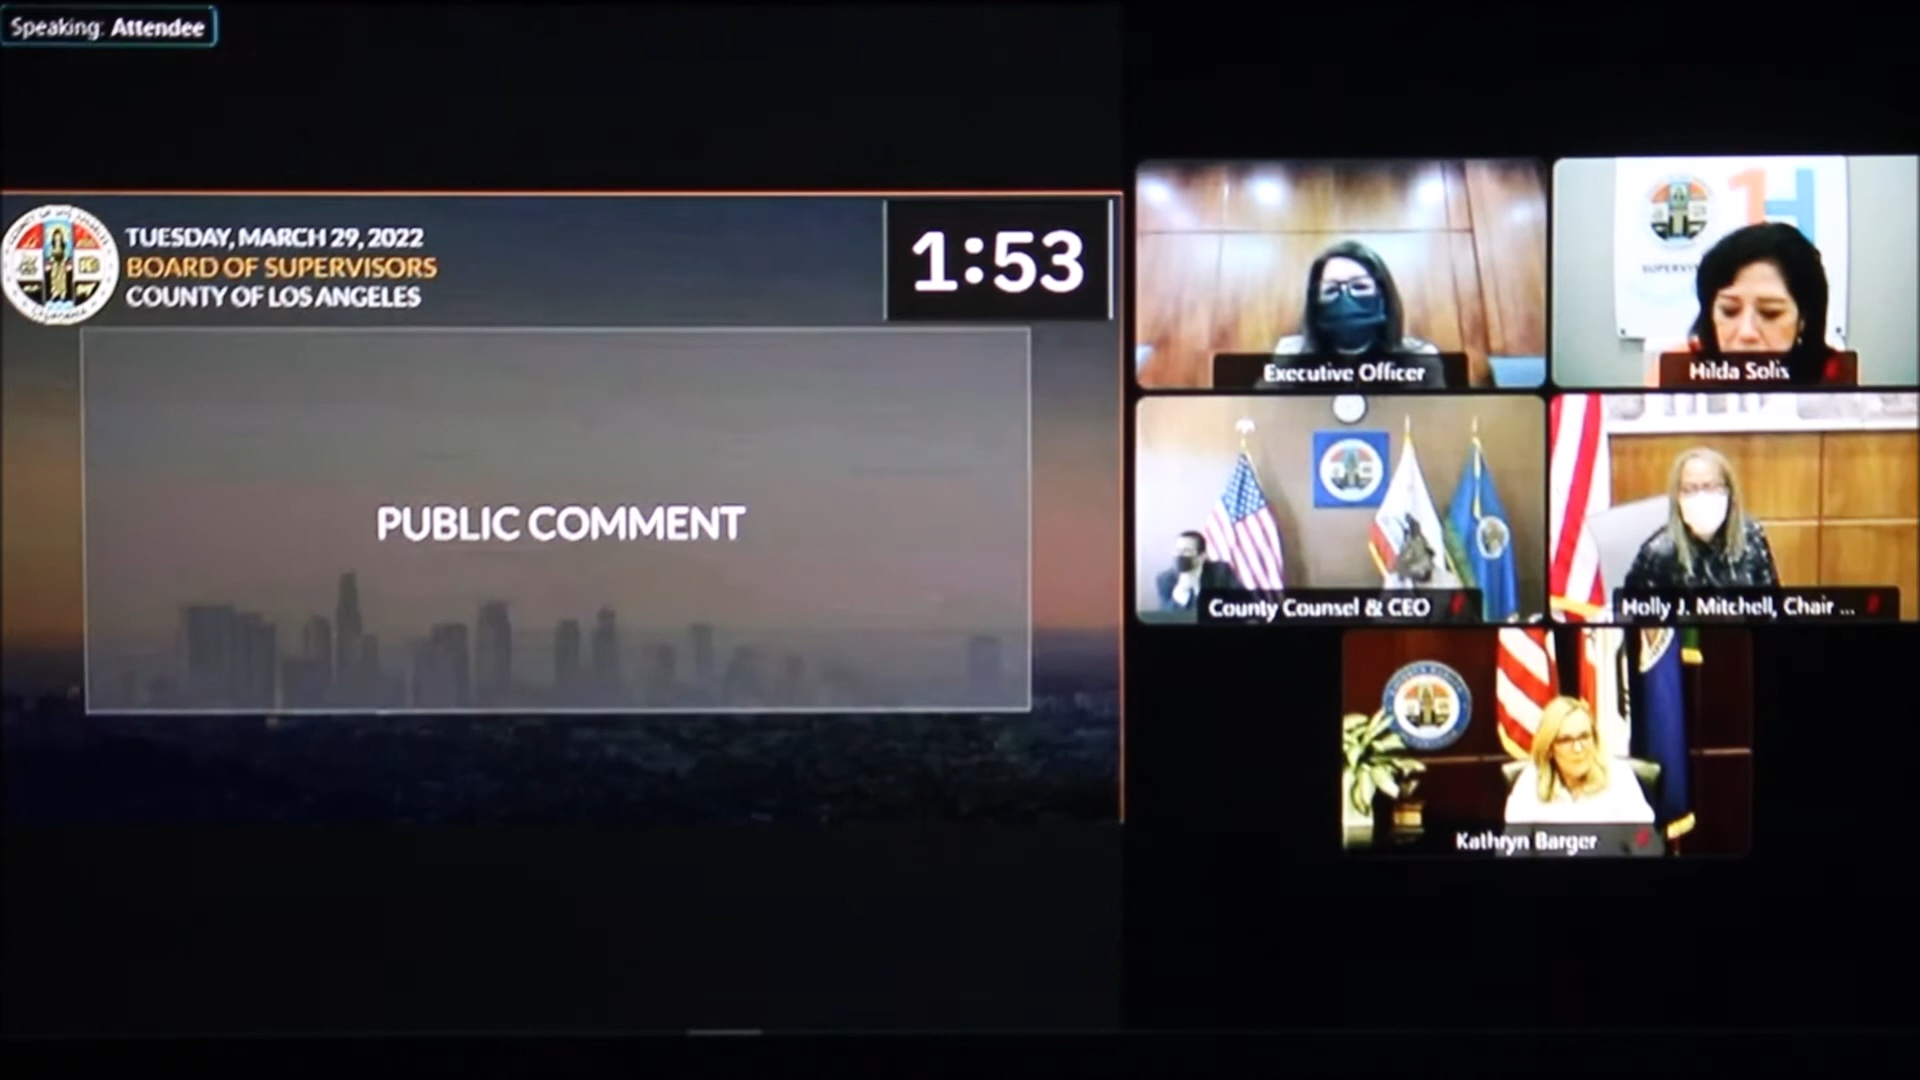 Speaking: Attendee
TUESDAY, MARCH 29, 2022
BOARD OF SUPERVISORS
COUNTY OF LOS ANGELES
1:53
PUBLIC COMMENT
Executive Officer
Hilda Solis
County Counsel & CEO
Holly J. Mitchell, Chair ...
Kathryn Barger